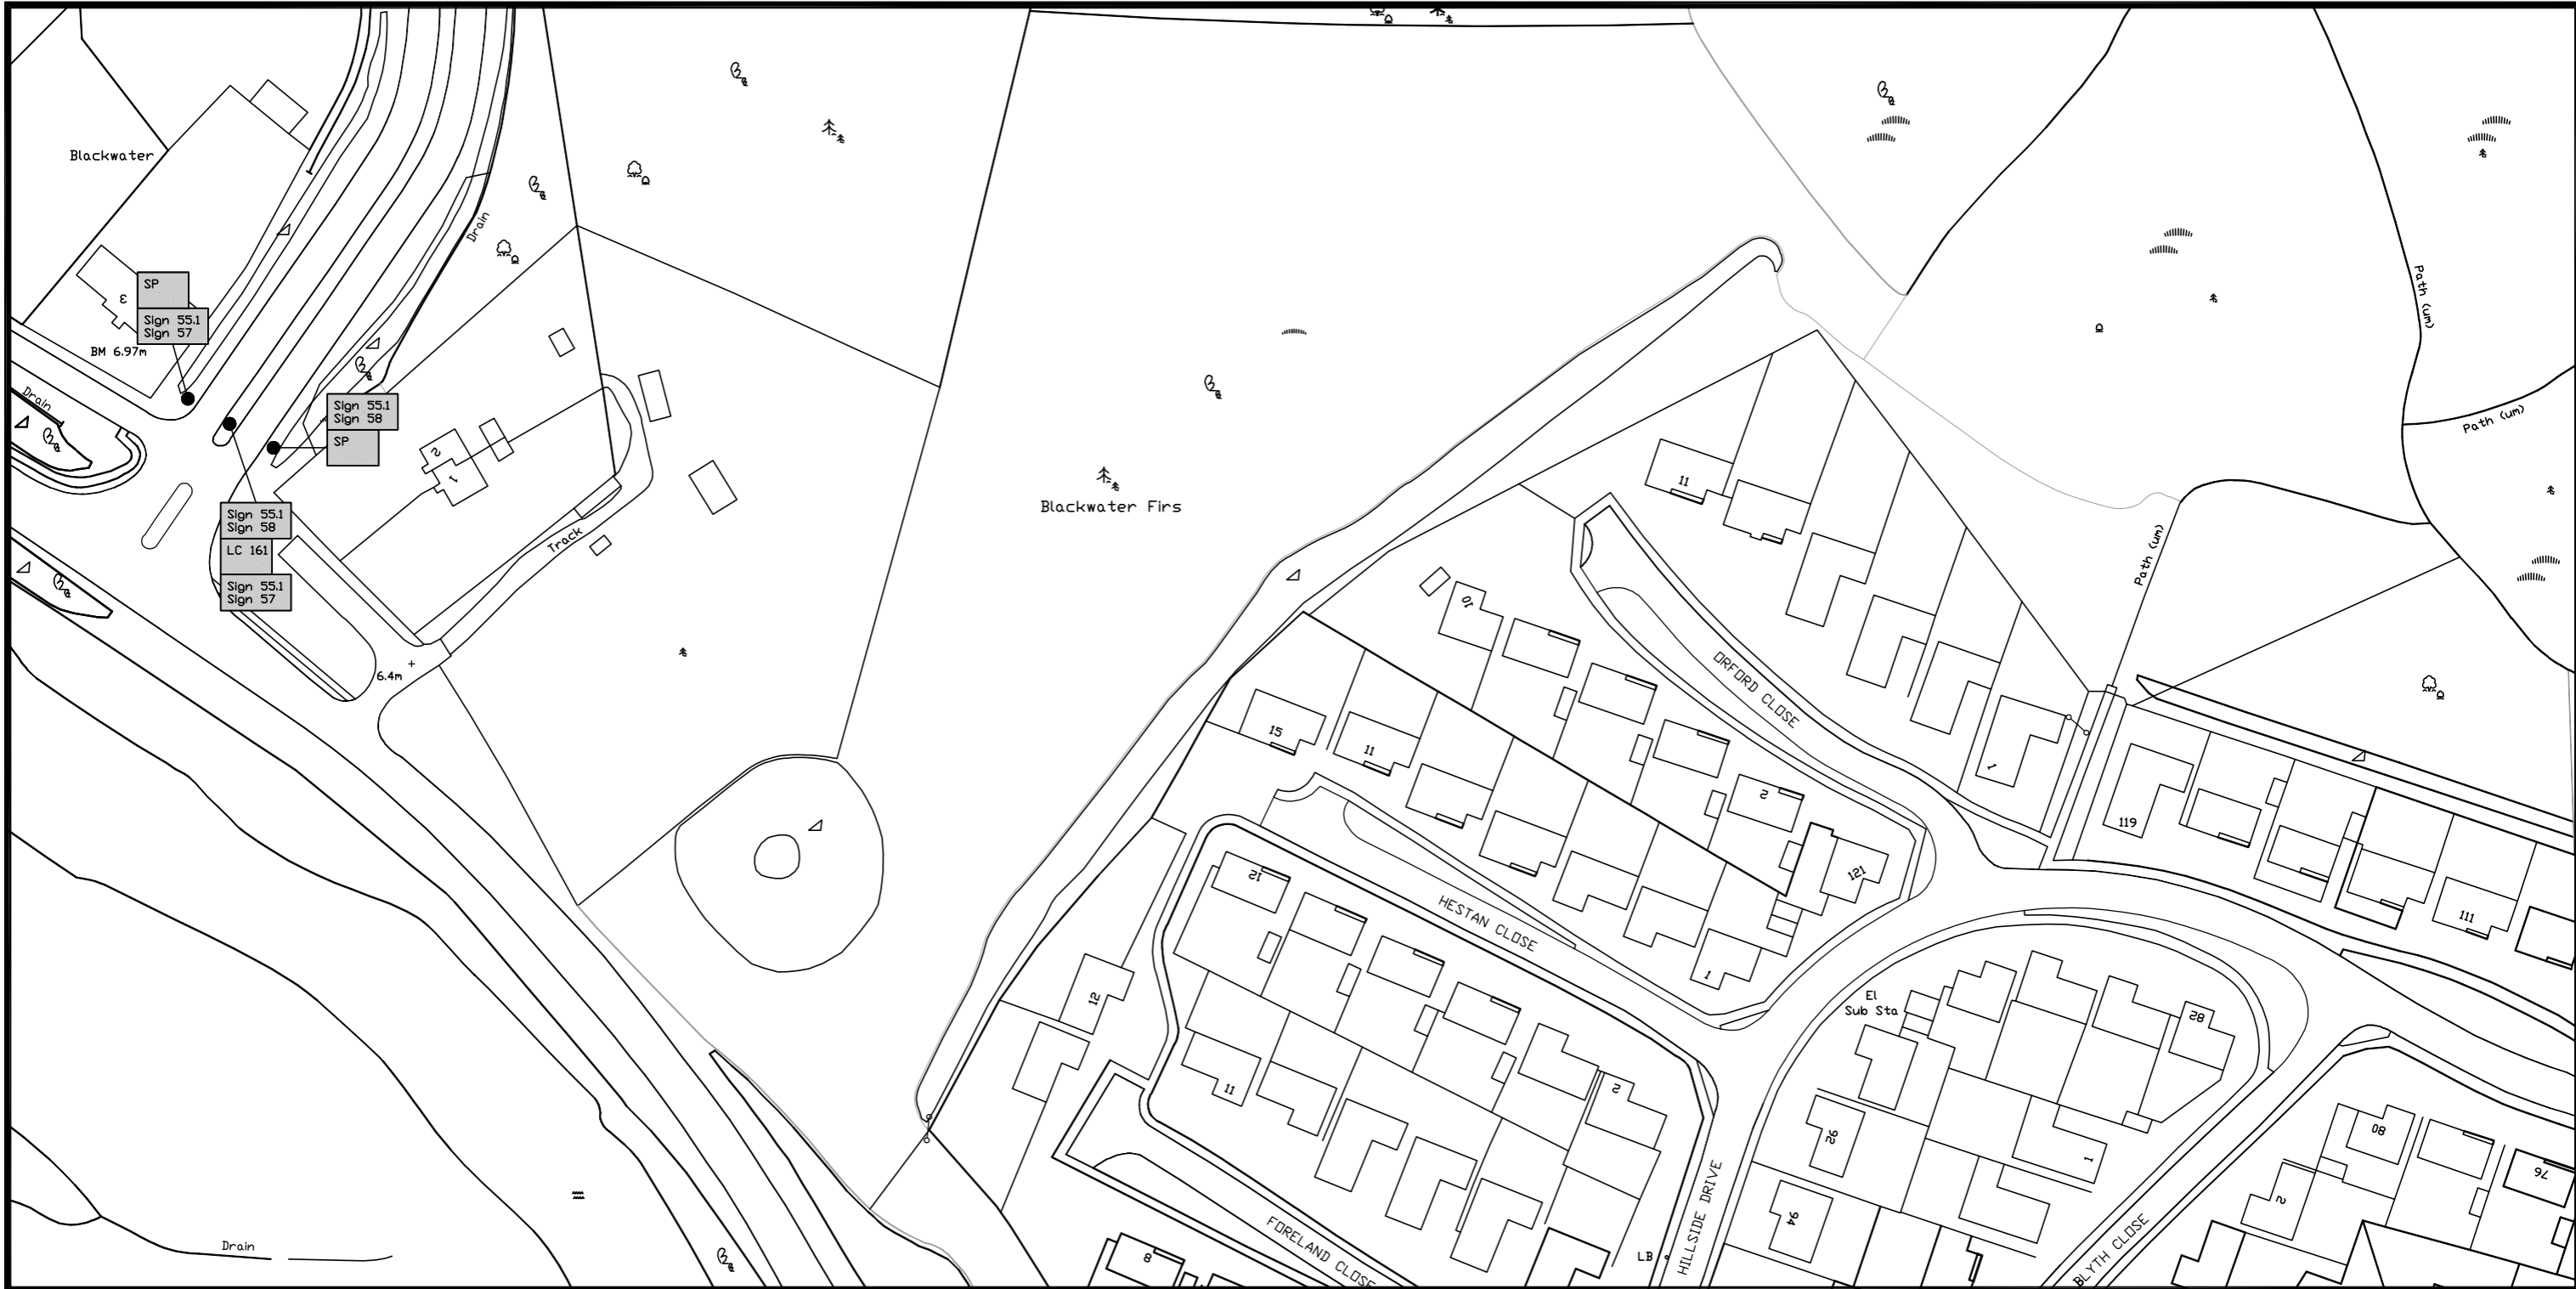 Blackwater
Drain
SP
Sign 55.1
Sign 57
3
BM 6.97m
Drain
Sign 55.1
Sign 58
SP
2
1
Sign 55.1
Sign 58
LC 161
Sign 55.1
Sign 57
Track
6.4m
Blackwater Firs
Path (um)
Path (um)
Path (um)
11
10
ORFORD CLOSE
15
11
2
1
119
121
111
12
HESTAN CLOSE
1
12
El
Sub Sta
28
11
2
92
1
80
76
94
2
Drain
8
FORELAND CLOSE
LB
HILLSIDE DRIVE
BLYTH CLOSE